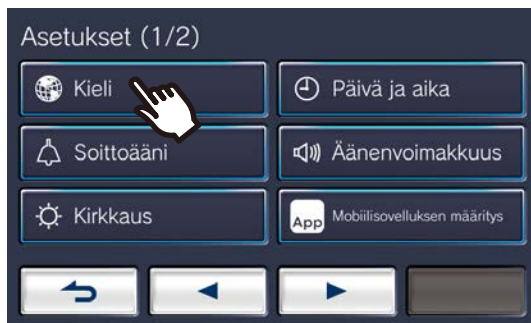 Asetukset (1/2)
Kieli
Päivä ja aika
Soittoääni
Äänenvoimakkuus
Kirkkaus
App Mobiilisovelluksen määritys